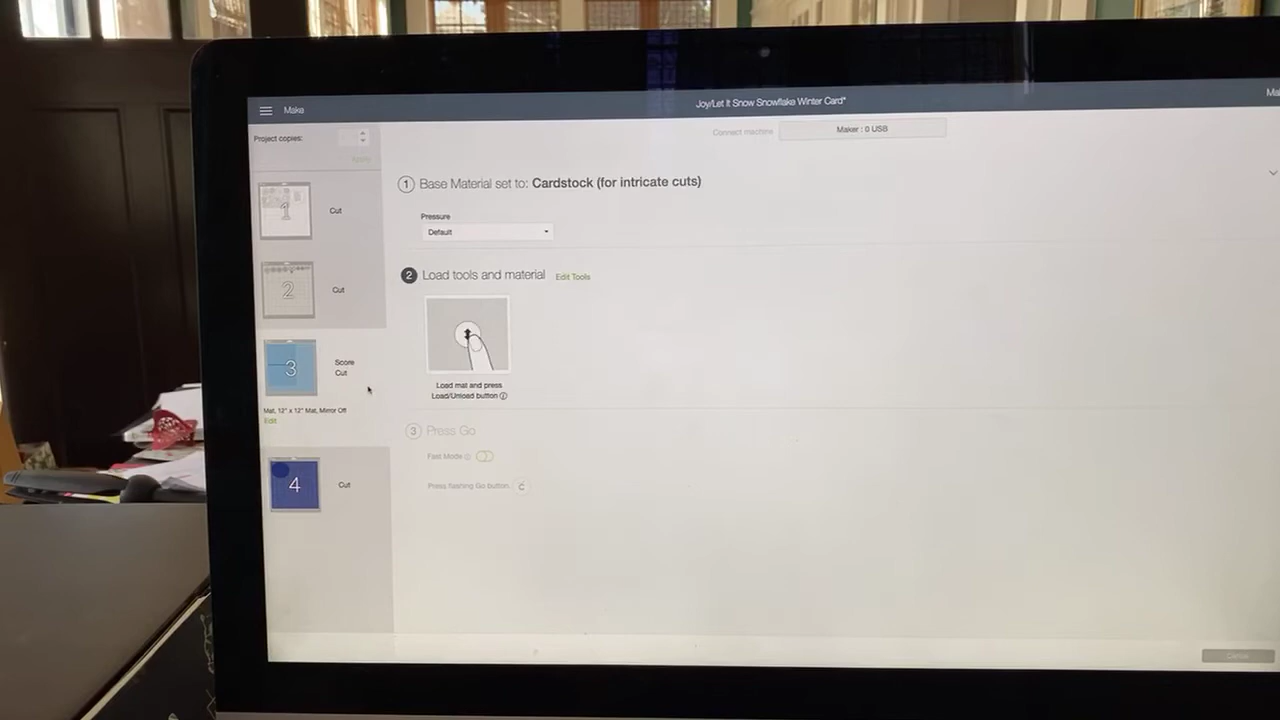 Make
Joy/Let It Snow Snowflake Winter Card*
Project copies:
Apply
Connect machine
Maker : 0 USB
1
Cut
2
Cut
3
Score
Cut
Mat, 12" x 12" Mat, Mirror Off
Edit
4
Cut
1 Base Material set to: Cardstock (for intricate cuts)
Pressure
Default
2 Load tools and material Edit Tools
Load mat and press
Load/Unload button
3 Press Go
Fast Mode
Press flashing Go button.
Cancel